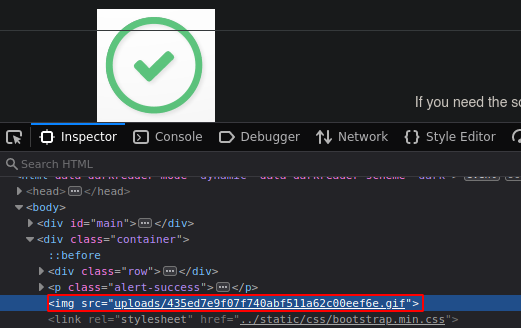 If you need the so
Inspector Console Debugger Network Style Editor
Search HTML
<head>⋯</head>
<body>
<div id="main">⋯</div>
<div class="container">
::before
<div class="row">⋯</div>
<p class="alert-success">⋯</p>
<img src="uploads/435ed7e9f07f740abf511a62c00eef6e.gif">
<link rel="stylesheet" href="../static/css/bootstrap.min.css">